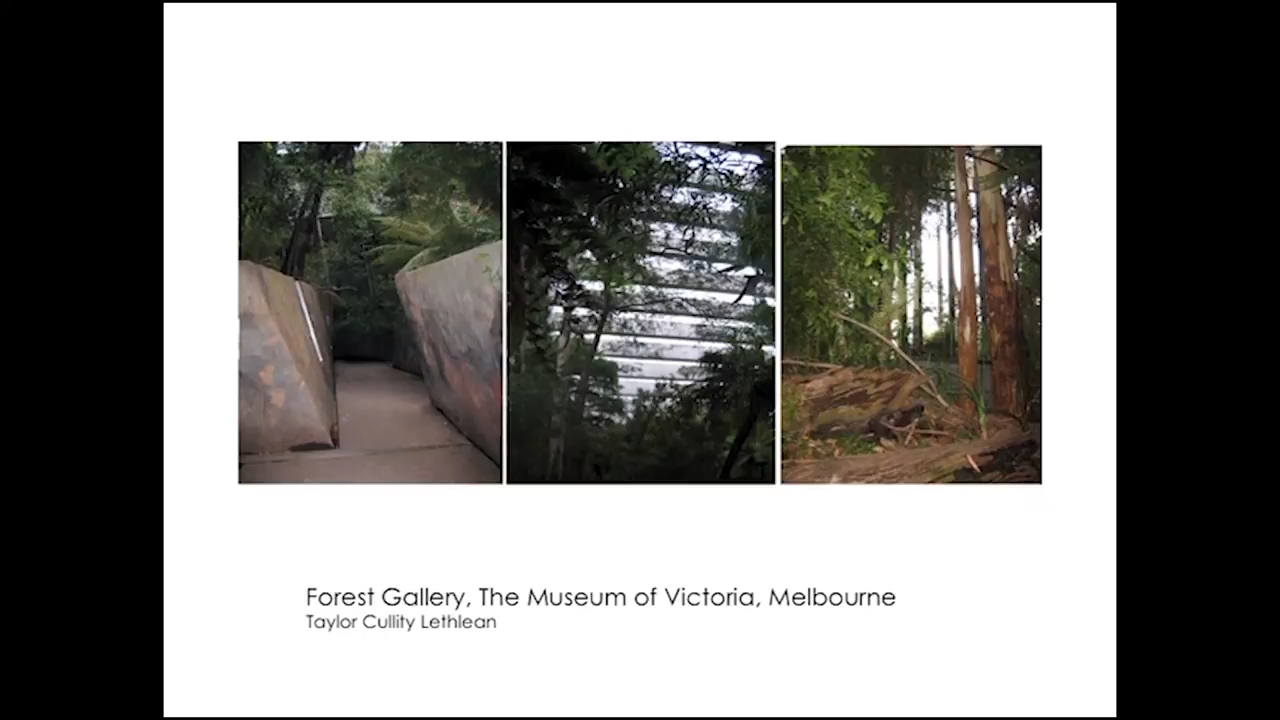 Forest Gallery, The Museum of Victoria, Melbourne
Taylor Cullity Lethlean